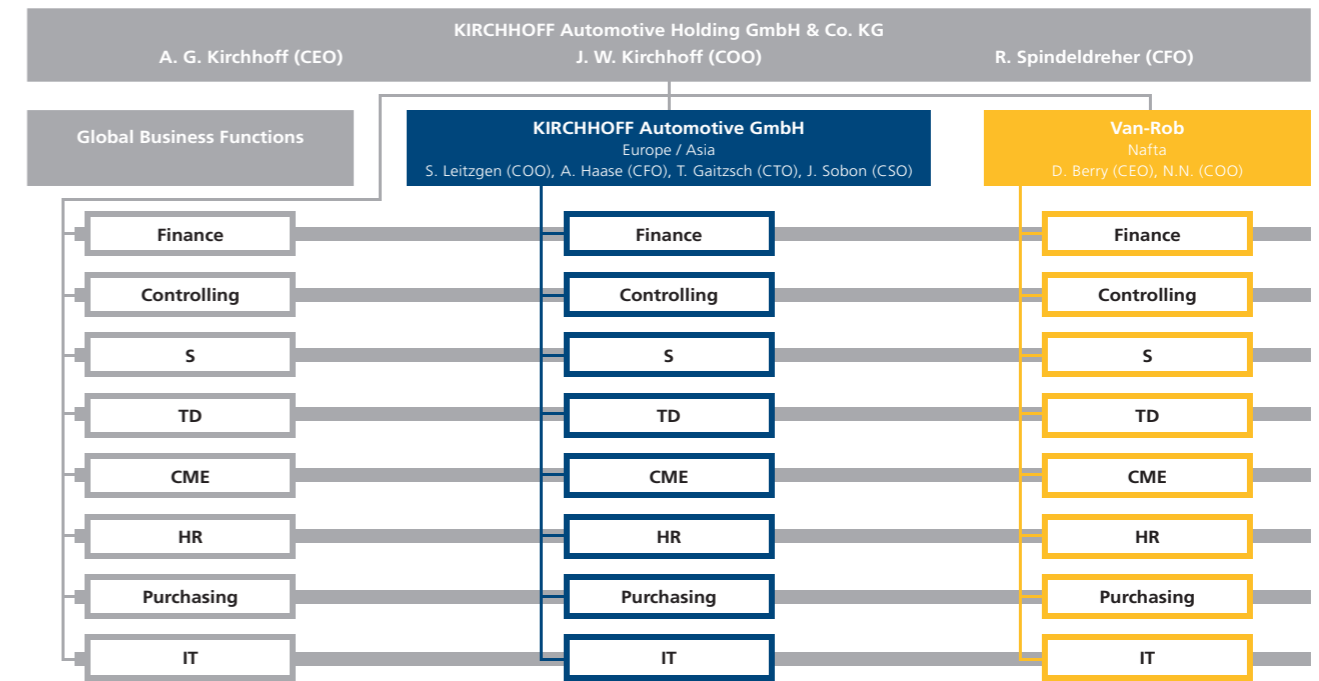 KIRCHHOFF Automotive Holding GmbH & Co. KG
A. G. Kirchhoff (CEO) J. W. Kirchhoff (COO) R. Spindeldreher (CFO)
Global Business Functions
KIRCHHOFF Automotive GmbH
Europe / Asia
S. Leitzgen (COO), A. Haase (CFO), T. Gaitzsch (CTO), J. Sobon (CSO)
Van-Rob
Nafta
D. Berry (CEO), N.N. (COO)
Finance Finance Finance
Controlling Controlling Controlling
S S S
TD TD TD
CME CME CME
HR HR HR
Purchasing Purchasing Purchasing
IT IT IT